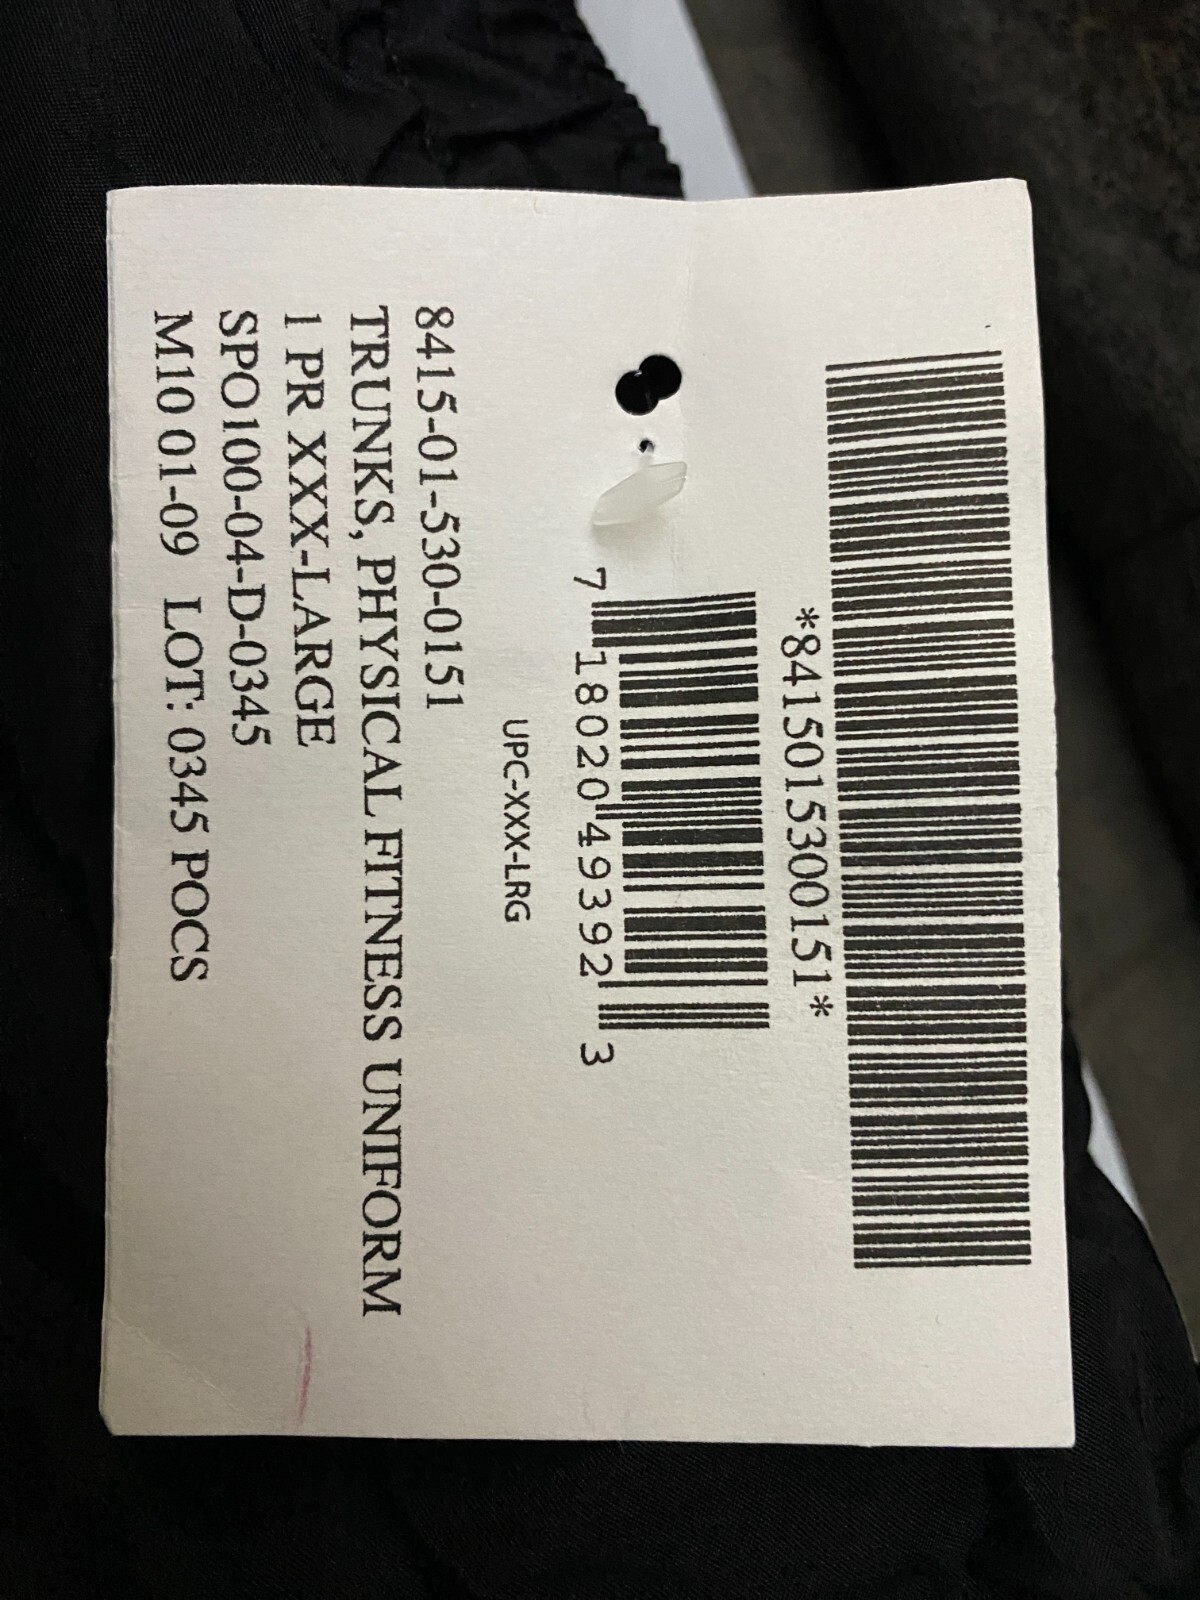 *8415015300151*
7 18020 49392 3
UPC-XXX-LRG
8415-01-530-0151
TRUNKS, PHYSICAL FITNESS UNIFORM
1 PR XXX-LARGE
SPO100-04-D-0345
M10 01-09 LOT: 0345 POCS